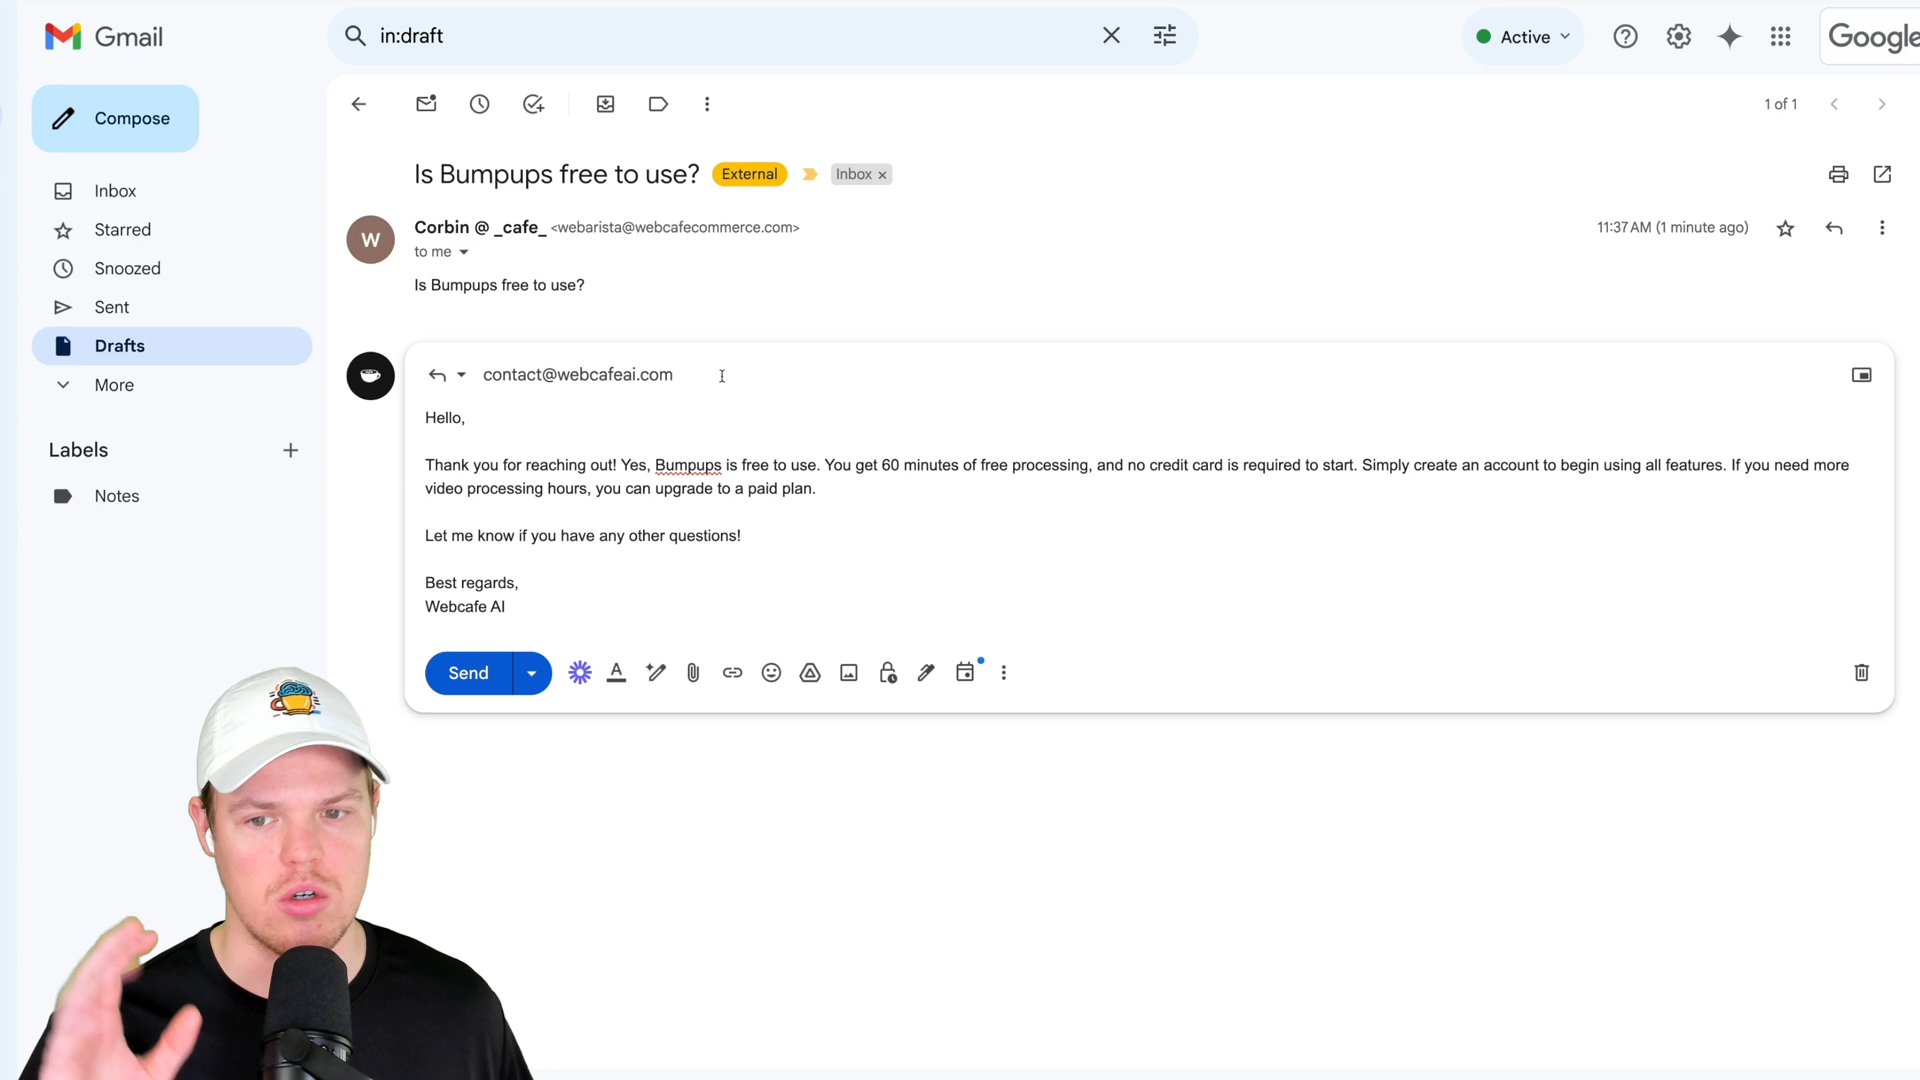 Gmail
in:draft
Active
Google
Compose
1 of 1
Inbox
Starred
Snoozed
Sent
Drafts
More
Labels
Notes
Is Bumpups free to use? External Inbox ×
W
Corbin @ _cafe_ <webarista@webcafecommerce.com>
11:37 AM (1 minute ago)
to me
Is Bumpups free to use?
contact@webcafeai.com
Hello,
Thank you for reaching out! Yes, Bumpups is free to use. You get 60 minutes of free processing, and no credit card is required to start. Simply create an account to begin using all features. If you need more
video processing hours, you can upgrade to a paid plan.
Let me know if you have any other questions!
Best regards,
Webcafe AI
Send